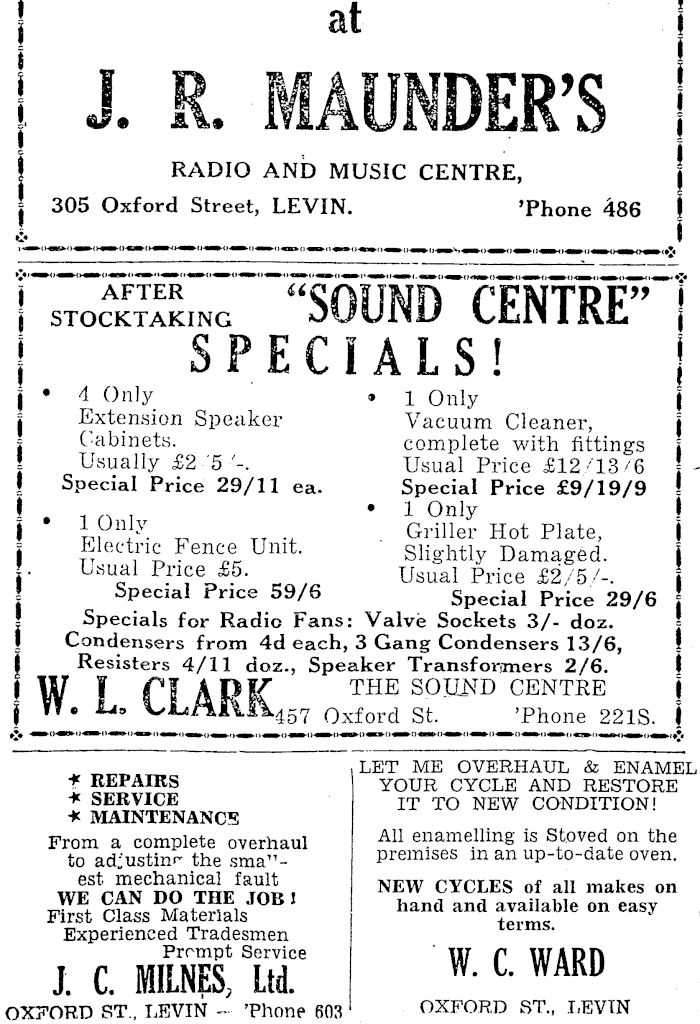 at
J. R. MAUNDER'S
RADIO AND MUSIC CENTRE,
305 Oxford Street, LEVIN. 'Phone 486
AFTER
STOCKTAKING
"SOUND CENTRE"
SPECIALS!
• 4 Only
Extension Speaker
Cabinets.
Usually £2/5/-.
Special Price 29/11 ea.
• 1 Only
Electric Fence Unit.
Usual Price £5.
Special Price 59/6
• 1 Only
Vacuum Cleaner,
complete with fittings
Usual Price £12/13/6
Special Price £9/19/9
• 1 Only
Griller Hot Plate,
Slightly Damaged.
Usual Price £2/5/-.
Special Price 29/6
Specials for Radio Fans: Valve Sockets 3/- doz.
Condensers from 4d each, 3 Gang Condensers 13/6,
Resisters 4/11 doz., Speaker Transformers 2/6.
W. L. CLARK
THE SOUND CENTRE
457 Oxford St. 'Phone 221S.
★ REPAIRS
★ SERVICE
★ MAINTENANCE
From a complete overhaul
to adjusting the small-
est mechanical fault
WE CAN DO THE JOB!
First Class Materials
Experienced Tradesmen
Prompt Service
J. C. MILNES, Ltd.
OXFORD ST., LEVIN -- 'Phone 603
LET ME OVERHAUL & ENAMEL
YOUR CYCLE AND RESTORE
IT TO NEW CONDITION!
All enamelling is Stoved on the
premises in an up-to-date oven.
NEW CYCLES of all makes on
hand and available on easy
terms.
W. C. WARD
OXFORD ST., LEVIN